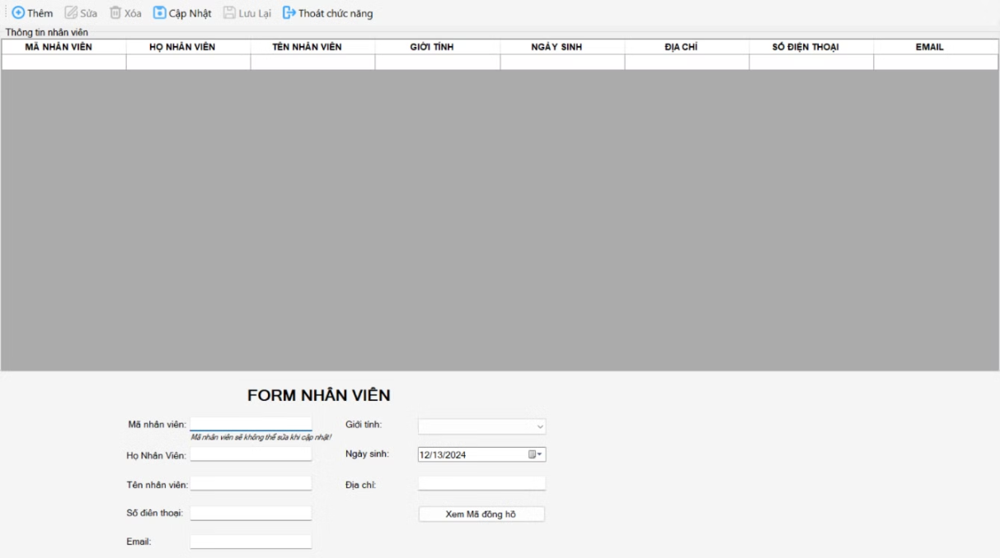 Thêm Sửa Xóa Cập Nhật Lưu Lại Thoát chức năng
Thông tin nhân viên
MÃ NHÂN VIÊN HỌ NHÂN VIÊN TÊN NHÂN VIÊN GIỚI TÍNH NGÀY SINH ĐỊA CHỈ SỐ ĐIỆN THOẠI EMAIL
FORM NHÂN VIÊN
Mã nhân viên: Giới tính:
Mã nhân viên sẽ không thể sửa khi cập nhật!
Họ Nhân Viên: Ngày sinh: 12/13/2024
Tên nhân viên: Địa chỉ:
Số điên thoại: Xem Mã đồng hồ
Email: